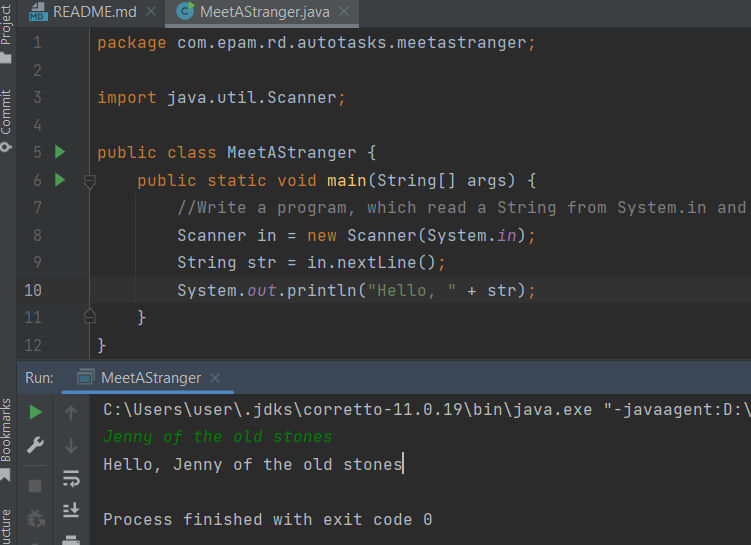 Project
Commit
Bookmarks
ucture
README.md
MeetAStranger.java
1 package com.epam.rd.autotasks.meetastranger;
2
3 import java.util.Scanner;
4
5 public class MeetAStranger {
6 public static void main(String[] args) {
7 //Write a program, which read a String from System.in and
8 Scanner in = new Scanner(System.in);
9 String str = in.nextLine();
10 System.out.println("Hello, " + str);
11 }
12 }
Run: MeetAStranger
C:\Users\user\.jdks\corretto-11.0.19\bin\java.exe "-javaagent:D:\
Jenny of the old stones
Hello, Jenny of the old stones
Process finished with exit code 0